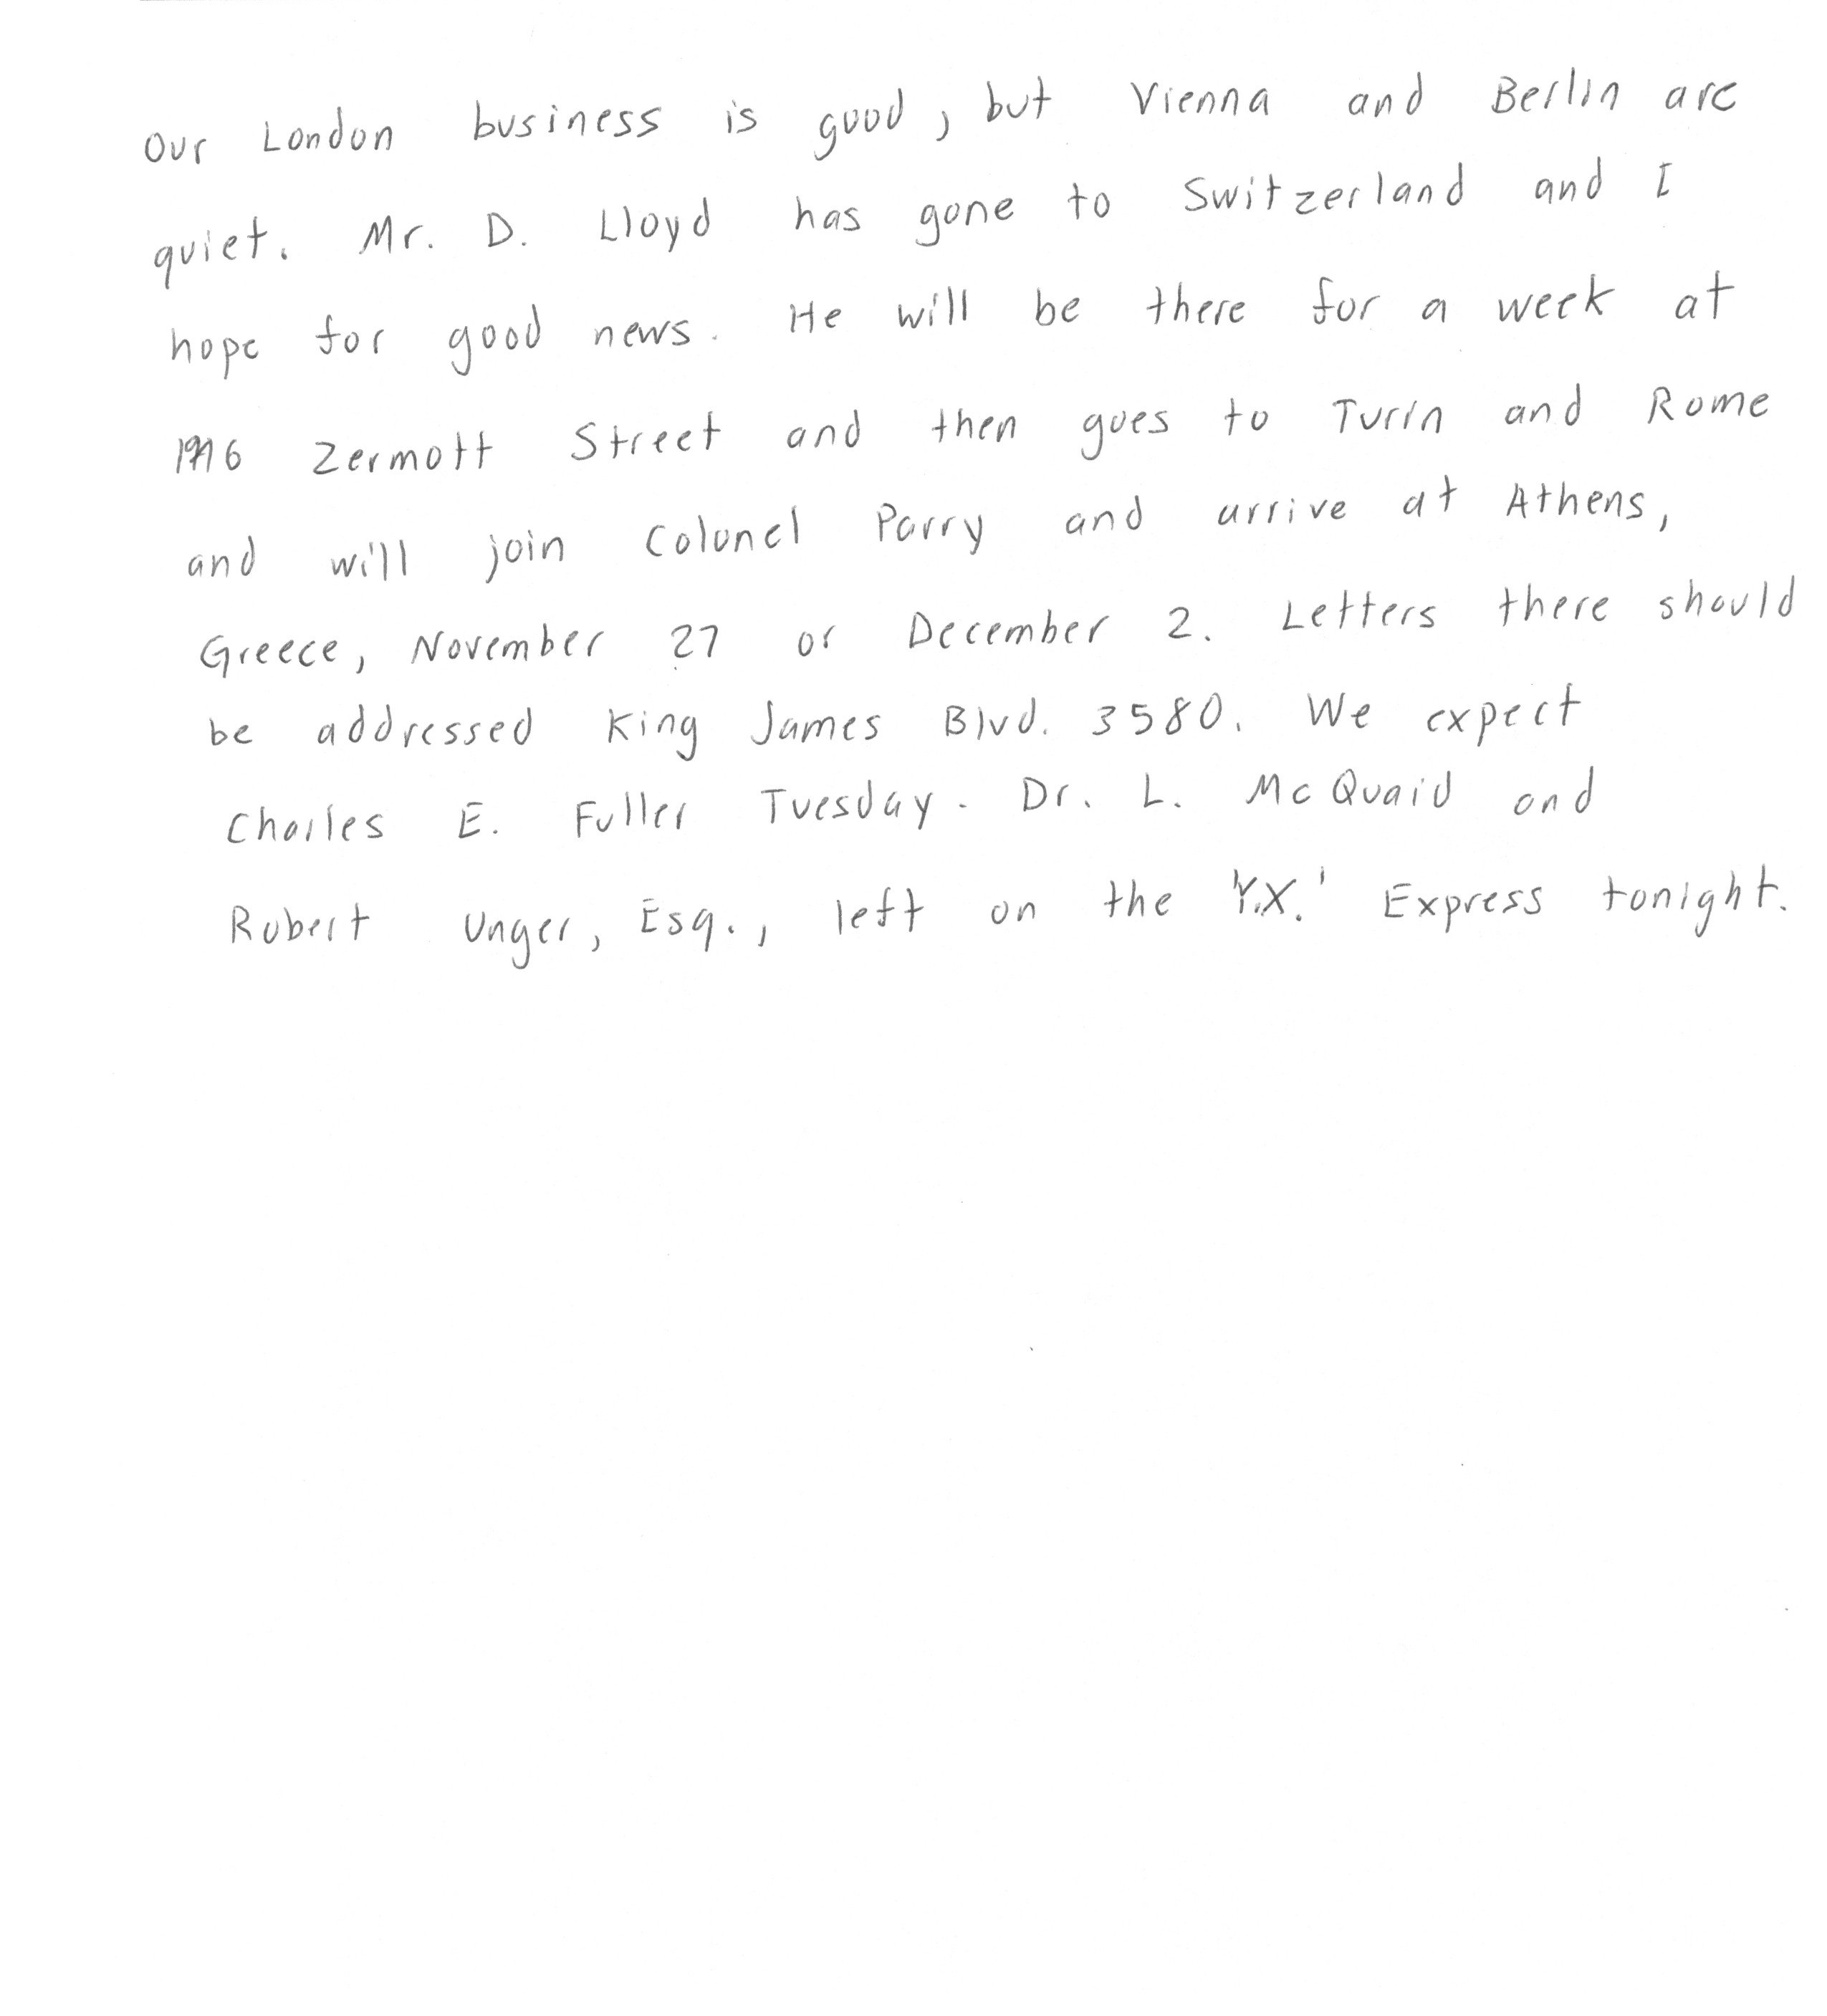 Our London business is good, but Vienna and Berlin are
quiet. Mr. D. Lloyd has gone to Switzerland and I
hope for good news. He will be there for a week at
Zermott Street and then goes to Turin and Rome
and will join Colonel Parry and arrive at Athens,
Greece, November 27 or December 2. Letters there should
be addressed King James Blvd. 3580. We expect
Charles E. Fuller Tuesday. Dr. L. McQuaid and
Robert Unger, Esq., left on the 'Y.X.' Express tonight.